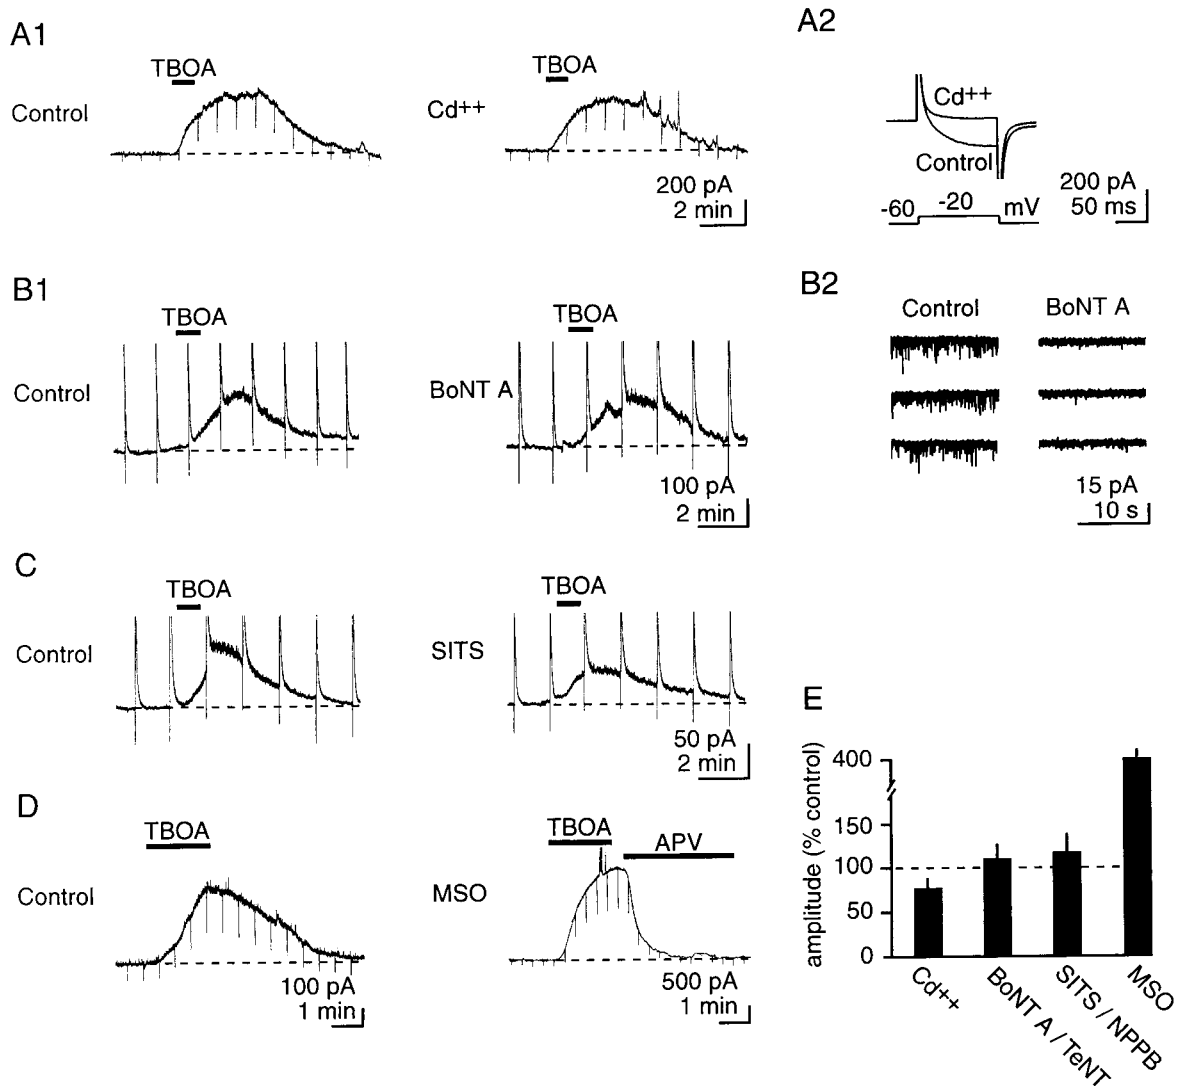 A1
TBOA
Control
TBOA
Cd++
200 pA
2 min
A2
Cd++
Control
-60
-20
mV
200 pA
50 ms
B1
TBOA
Control
TBOA
BoNT A
100 pA
2 min
B2
Control
BoNT A
15 pA
10 s
C
TBOA
Control
TBOA
SITS
50 pA
2 min
D
TBOA
Control
100 pA
1 min
TBOA
APV
MSO
500 pA
1 min
E
amplitude (% control)
400
150
100
50
0
Cd++
BoNT A / TeNT
SITS / NPPB
MSO